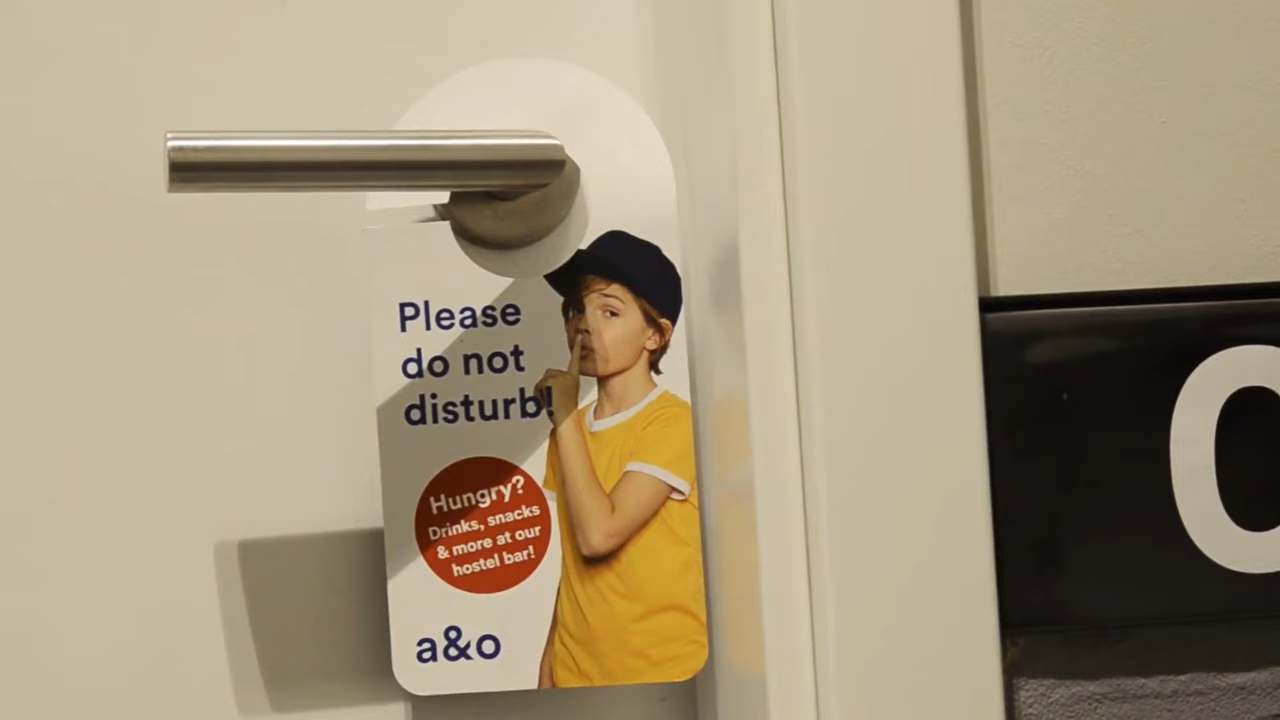 Please
do not
disturb!
Hungry?
Drinks, snacks
& more at our
hostel bar!
a&o